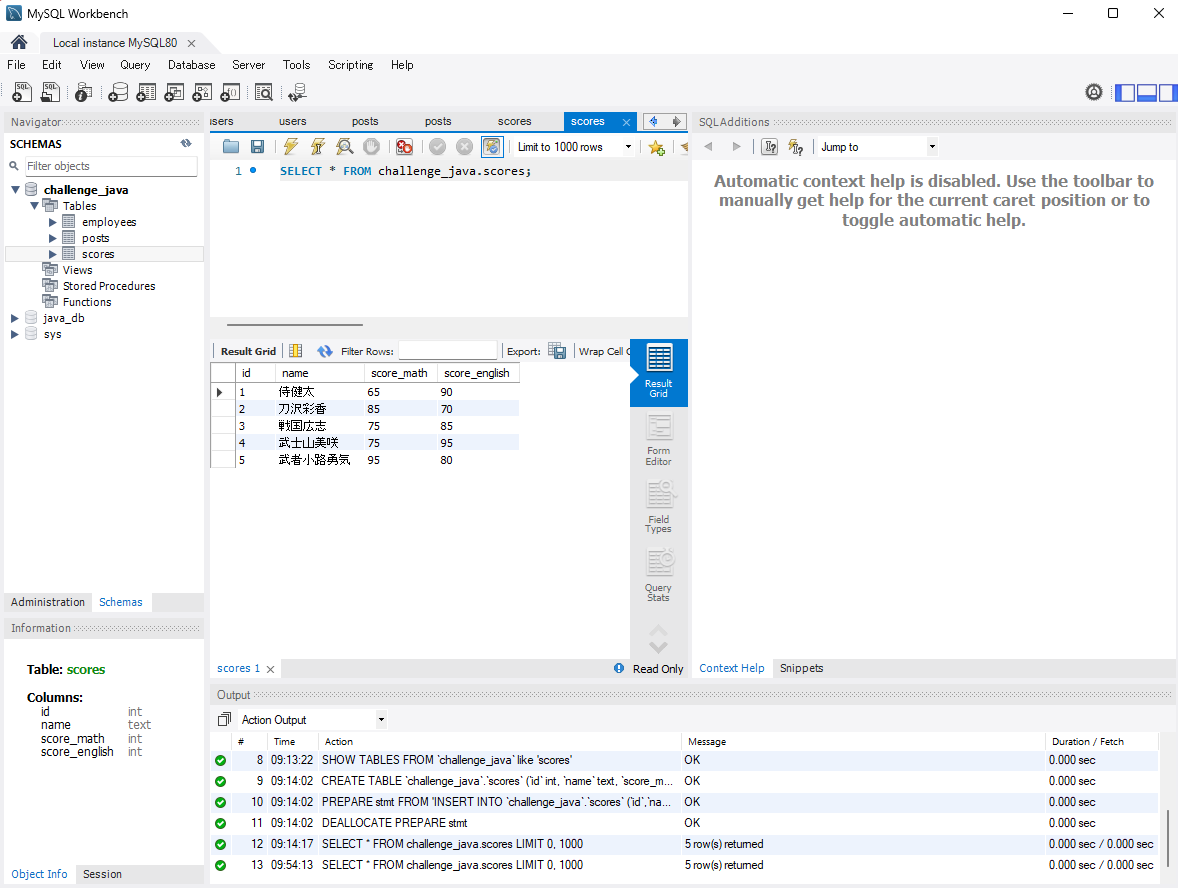 MySQL Workbench
Local instance MySQL80
File Edit View Query Database Server Tools Scripting Help
Navigator
SCHEMAS
Filter objects
challenge_java
Tables
employees
posts
scores
Views
Stored Procedures
Functions
java_db
sys
Administration Schemas
Information
Table: scores
Columns:
id int
name text
score_math int
score_english int
Object Info Session
isers users posts posts scores scores
Limit to 1000 rows
1 SELECT * FROM challenge_java.scores;
Result Grid Filter Rows: Export: Wrap Cell C
id name score_math score_english
1 侍健太 65 90
2 刀沢彩香 85 70
3 戦国広志 75 85
4 武士山美咲 75 95
5 武者小路勇気 95 80
Result
Grid
Form
Editor
Field
Types
Query
Stats
scores 1 Read Only
SQLAdditions
Jump to
Automatic context help is disabled. Use the toolbar to
manually get help for the current caret position or to
toggle automatic help.
Context Help Snippets
Output
Action Output
# Time Action Message Duration / Fetch
8 09:13:22 SHOW TABLES FROM `challenge_java` like 'scores' OK 0.000 sec
9 09:14:02 CREATE TABLE `challenge_java`.`scores` (`id` int, `name` text, `score_m... OK 0.000 sec
10 09:14:02 PREPARE stmt FROM 'INSERT INTO `challenge_java`.`scores` (`id`,`na... OK 0.000 sec
11 09:14:02 DEALLOCATE PREPARE stmt OK 0.000 sec
12 09:14:17 SELECT * FROM challenge_java.scores LIMIT 0, 1000 5 row(s) returned 0.000 sec / 0.000 sec
13 09:54:13 SELECT * FROM challenge_java.scores LIMIT 0, 1000 5 row(s) returned 0.000 sec / 0.000 sec